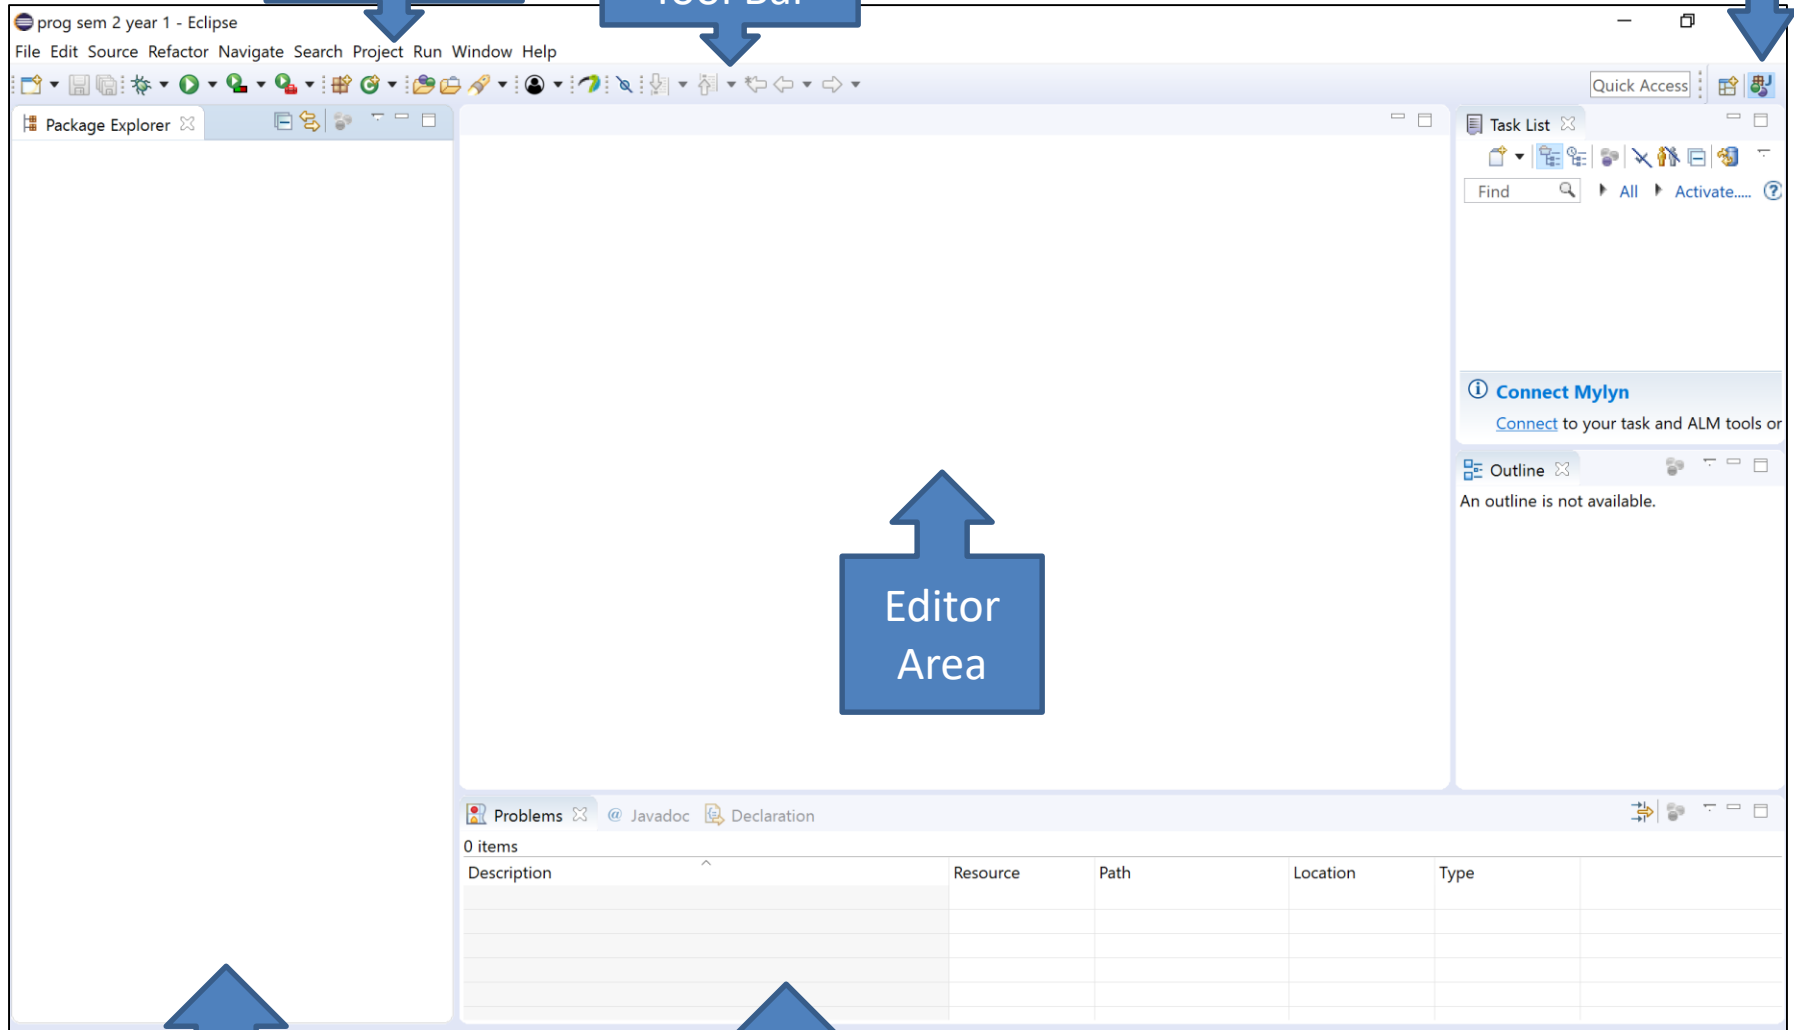 Tool Bar
prog sem 2 year 1 - Eclipse
File Edit Source Refactor Navigate Search Project Run Window Help
Quick Access
Package Explorer
Task List
Find All Activate.....
Connect Mylyn
Connect to your task and ALM tools or
Outline
An outline is not available.
Editor
Area
Problems @ Javadoc Declaration
0 items
Description Resource Path Location Type